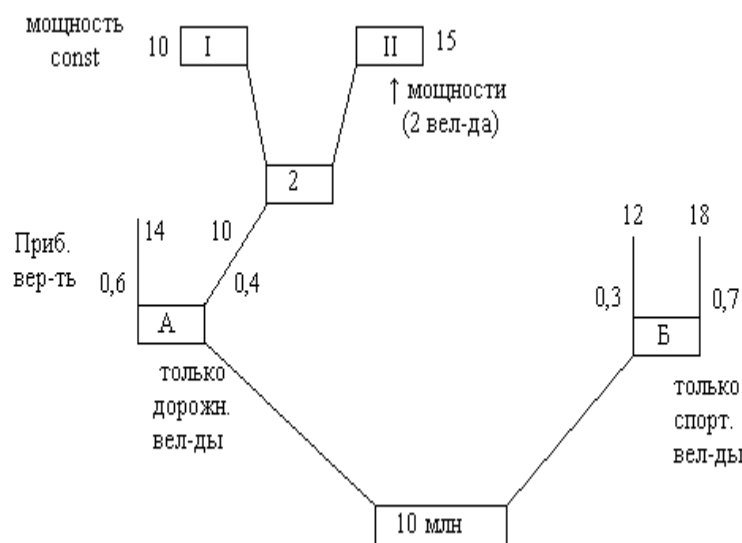 мощность
const
10
I
II
15
↑ мощности
(2 вел-да)
2
14
10
Приб.
вер-ть
0,6
0,4
А
только
дорожн.
вел-ды
12
18
0,3
0,7
Б
только
спорт.
вел-ды
10 млн